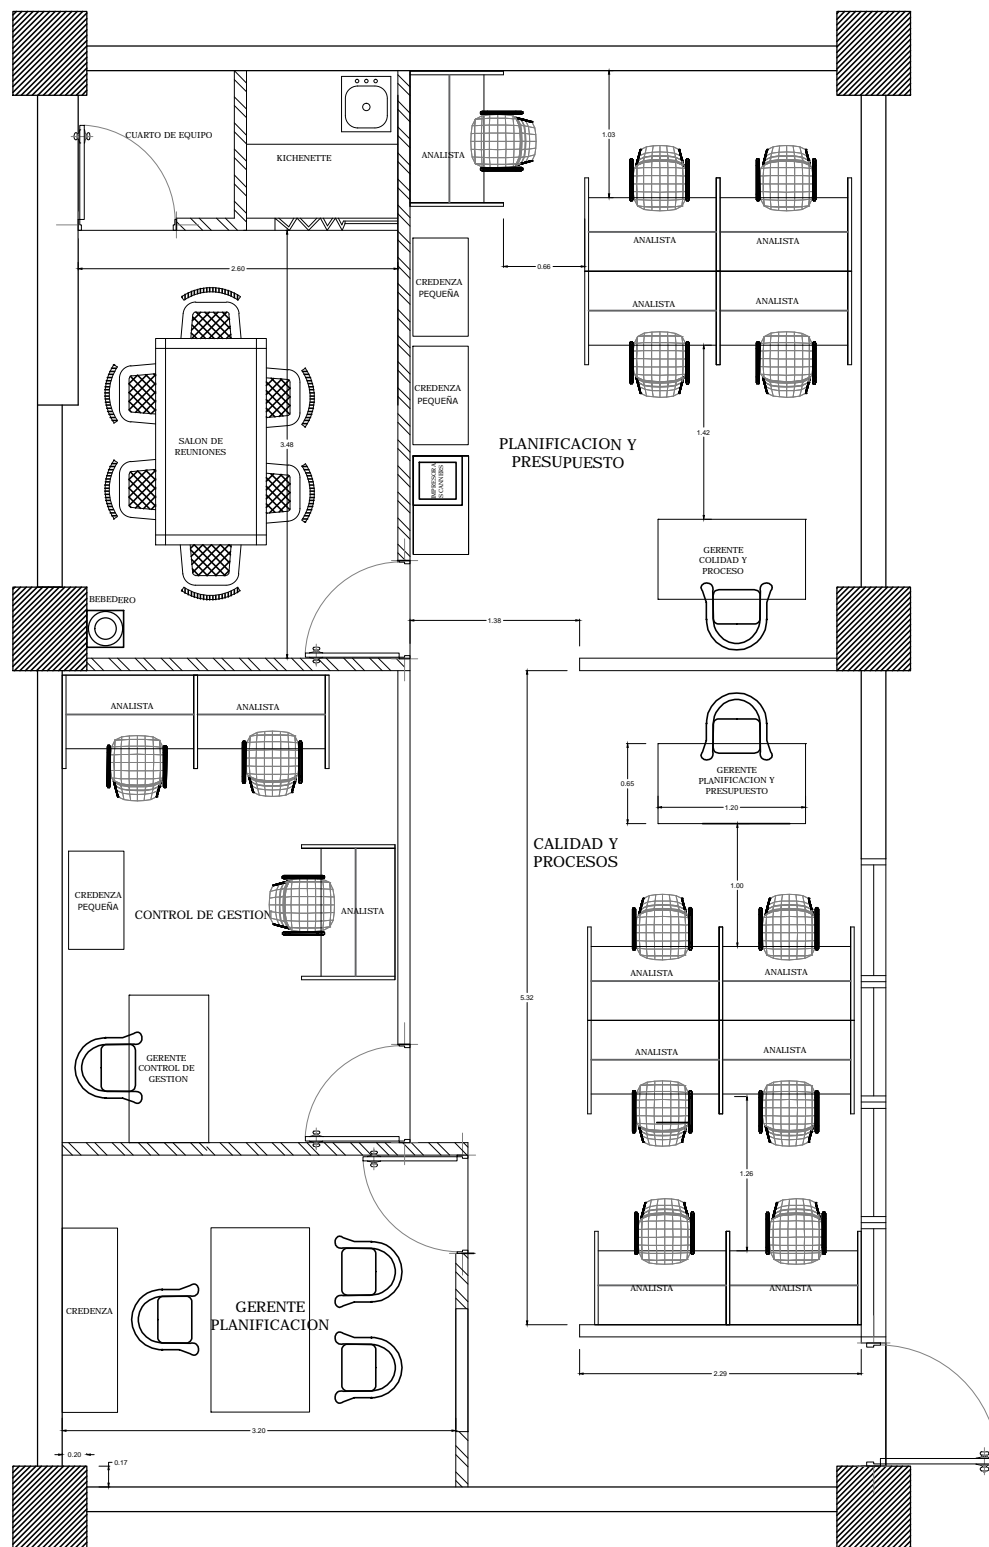 CUARTO DE EQUIPO
KICHENETTE
ANALISTA
1.03
ANALISTA
ANALISTA
2.60
0.66
CREDENZA
PEQUEÑA
ANALISTA
ANALISTA
CREDENZA
PEQUEÑA
1.42
SALON DE
REUNIONES
3.48
PLANIFICACION Y
PRESUPUESTO
IMPRESORA
SCANNERS
GERENTE
COLIDAD Y
PROCESO
BEBEDERO
1.38
ANALISTA
ANALISTA
GERENTE
PLANIFICACION Y
PRESUPUESTO
0.65
1.20
CALIDAD Y
PROCESOS
1.00
CREDENZA
PEQUEÑA
CONTROL DE GESTION
ANALISTA
ANALISTA
ANALISTA
5.32
GERENTE
CONTROL DE
GESTION
ANALISTA
ANALISTA
1.26
CREDENZA
GERENTE
PLANIFICACION
ANALISTA
ANALISTA
2.29
3.20
0.20
0.17